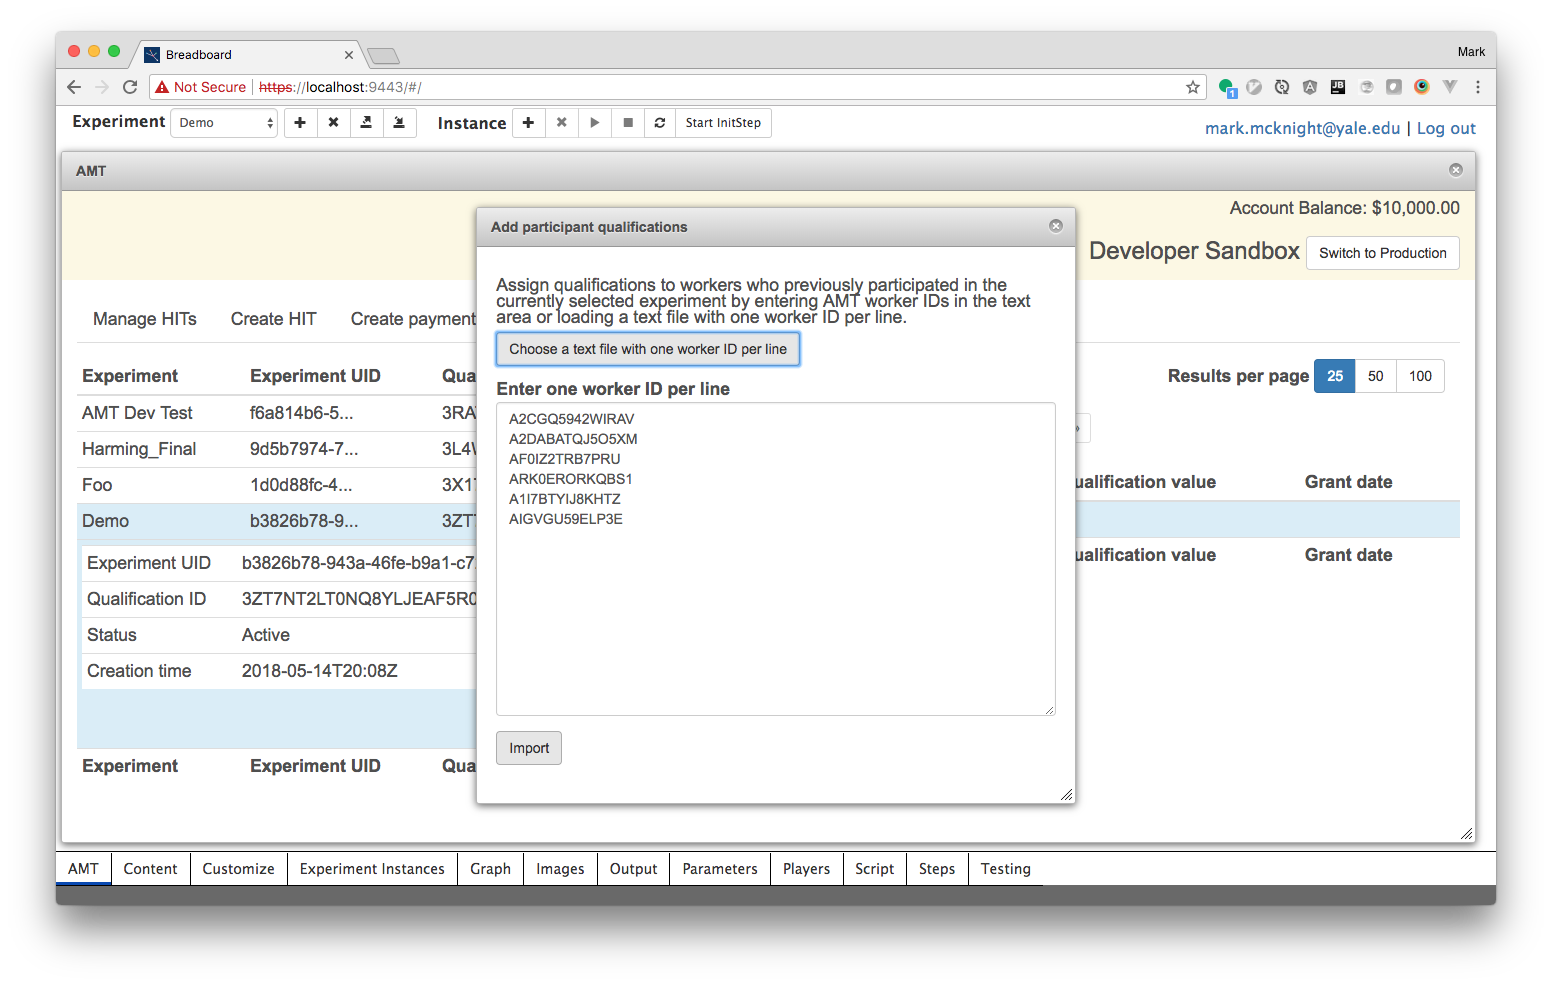 Breadboard
Mark
Not Secure https://localhost:9443/#/
1
JB
Experiment Demo Instance Start InitStep
mark.mcknight@yale.edu | Log out
AMT
Account Balance: $10,000.00
Developer Sandbox Switch to Production
Manage HITs Create HIT Create payment
Results per page 25 50 100
Experiment Experiment UID
AMT Dev Test f6a814b6-5...
Harming_Final 9d5b7974-7...
Foo 1d0d88fc-4...
Demo b3826b78-9...
Experiment UID b3826b78-943a-46fe-b9a1-c7
Qualification ID 3ZT7NT2LT0NQ8YLJEAF5R0
Status Active
Creation time 2018-05-14T20:08Z
Experiment Experiment UID
Add participant qualifications
Assign qualifications to workers who previously participated in the
currently selected experiment by entering AMT worker IDs in the text
area or loading a text file with one worker ID per line.
Choose a text file with one worker ID per line
Enter one worker ID per line
A2CGQ5942WIRAV
A2DABATQJ5O5XM
AF0IZ2TRB7PRU
ARK0ERORKQBS1
A1I7BTYIJ8KHTZ
AIGVGU59ELP3E
Import
ualification value Grant date
ualification value Grant date
AMT Content Customize Experiment Instances Graph Images Output Parameters Players Script Steps Testing